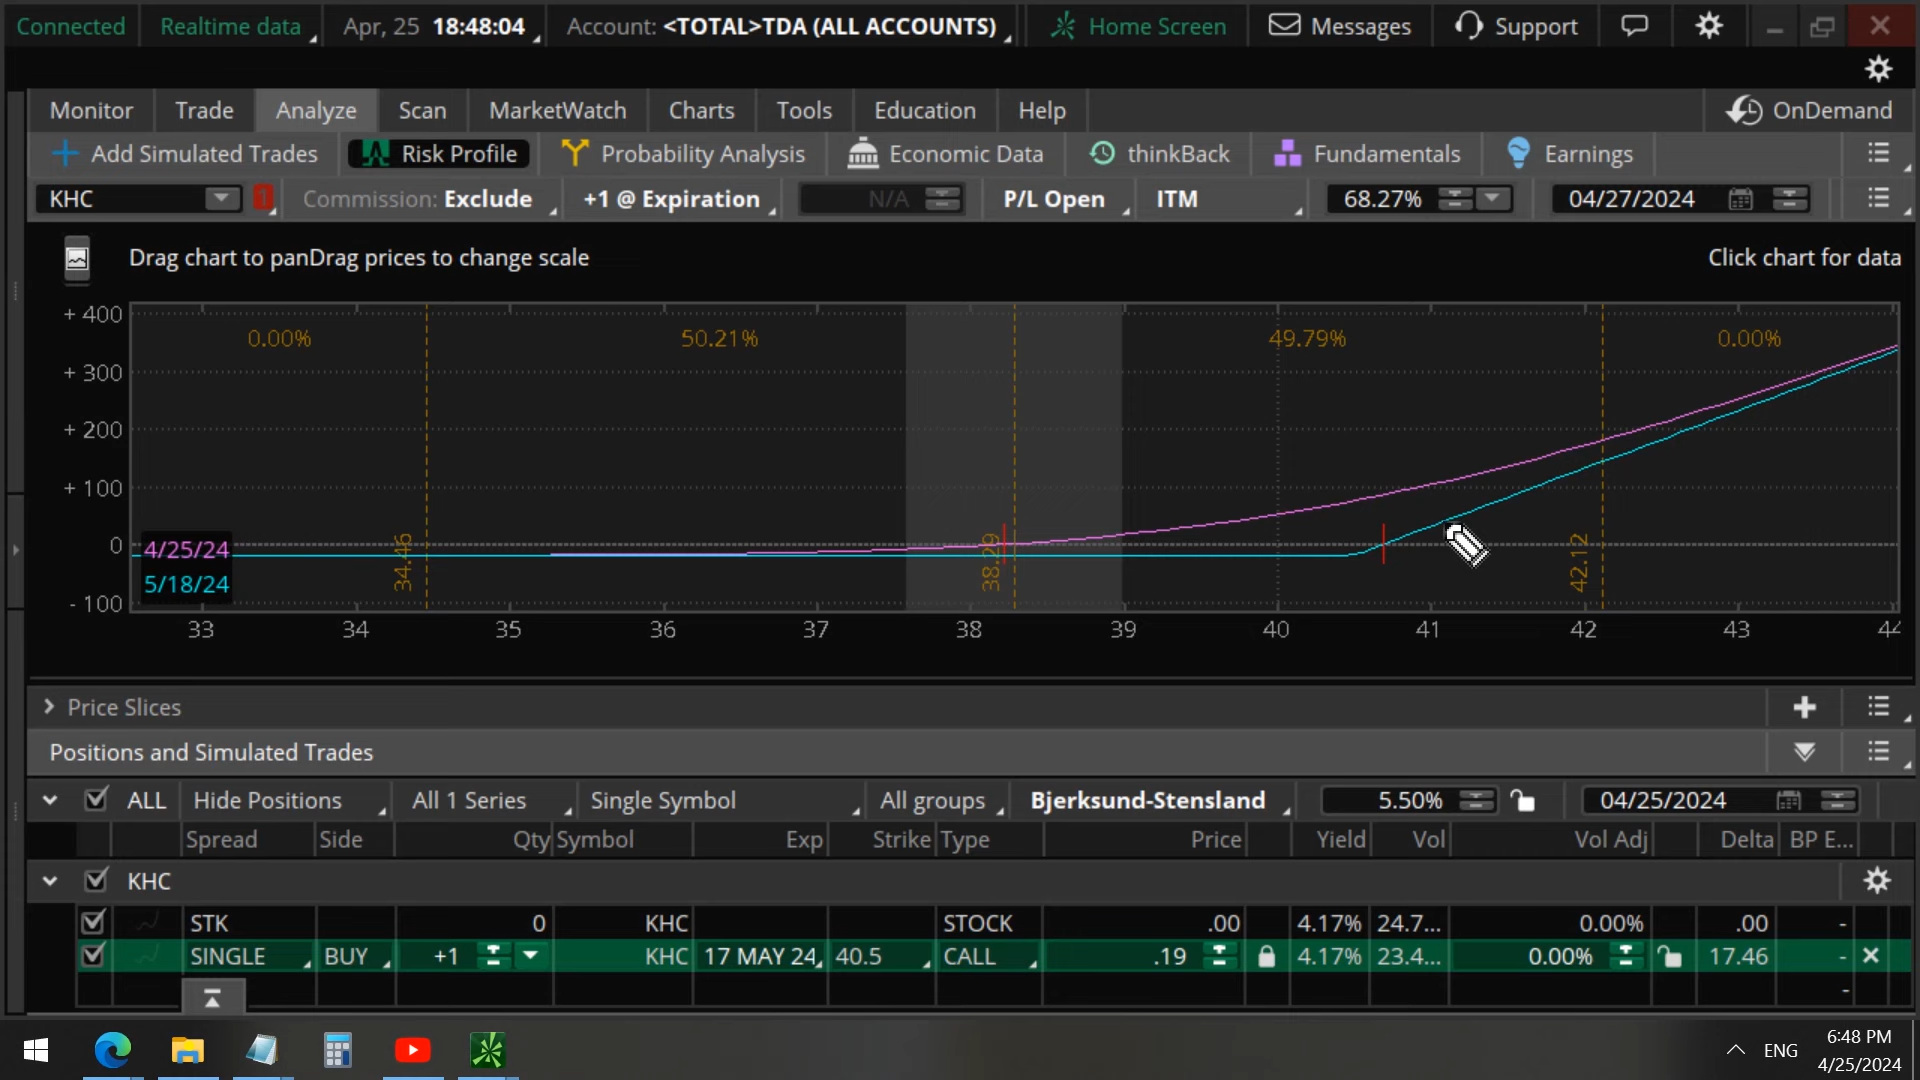 Connected Realtime data Apr, 25 18:48:04 Account: <TOTAL>TDA (ALL ACCOUNTS) Home Screen Messages Support
Monitor Trade Analyze Scan MarketWatch Charts Tools Education Help OnDemand
Add Simulated Trades Risk Profile Probability Analysis Economic Data thinkBack Fundamentals Earnings
KHC 1 Commission: Exclude +1 @ Expiration N/A P/L Open ITM 68.27% 04/27/2024
Drag chart to panDrag prices to change scale Click chart for data
+ 400
0.00% 50.21% 49.79% 0.00%
+ 300
+ 200
+ 100
0
4/25/24
5/18/24
34.46 38.29 42.12
- 100
33 34 35 36 37 38 39 40 41 42 43 44
Price Slices
Positions and Simulated Trades
ALL Hide Positions All 1 Series Single Symbol All groups Bjerksund-Stensland 5.50% 04/25/2024
Spread Side Qty Symbol Exp Strike Type Price Yield Vol Vol Adj Delta BP E...
KHC
STK 0 KHC STOCK .00 4.17% 24.7... 0.00% .00 -
SINGLE BUY +1 KHC 17 MAY 24 40.5 CALL .19 4.17% 23.4... 0.00% 17.46 -
-
ENG 6:48 PM
4/25/2024